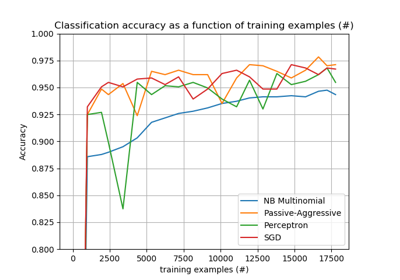 Classification accuracy as a function of training examples (#)
1.000
0.975
0.950
0.925
0.900
0.875
0.850
0.825
0.800
Accuracy
NB Multinomial
Passive-Aggressive
Perceptron
SGD
0 2500 5000 7500 10000 12500 15000 17500
training examples (#)